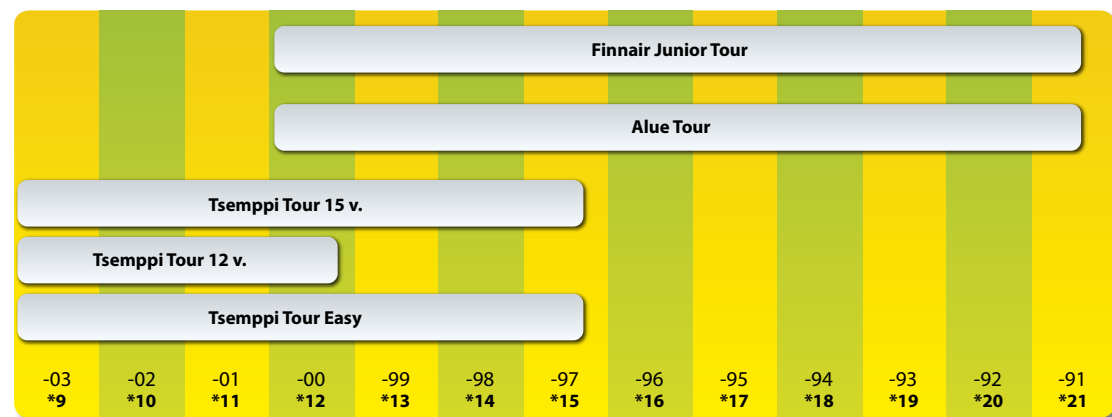 Finnair Junior Tour
Alue Tour
Tsemppi Tour 15 v.
Tsemppi Tour 12 v.
Tsemppi Tour Easy
-03 -02 -01 -00 -99 -98 -97 -96 -95 -94 -93 -92 -91
*9 *10 *11 *12 *13 *14 *15 *16 *17 *18 *19 *20 *21